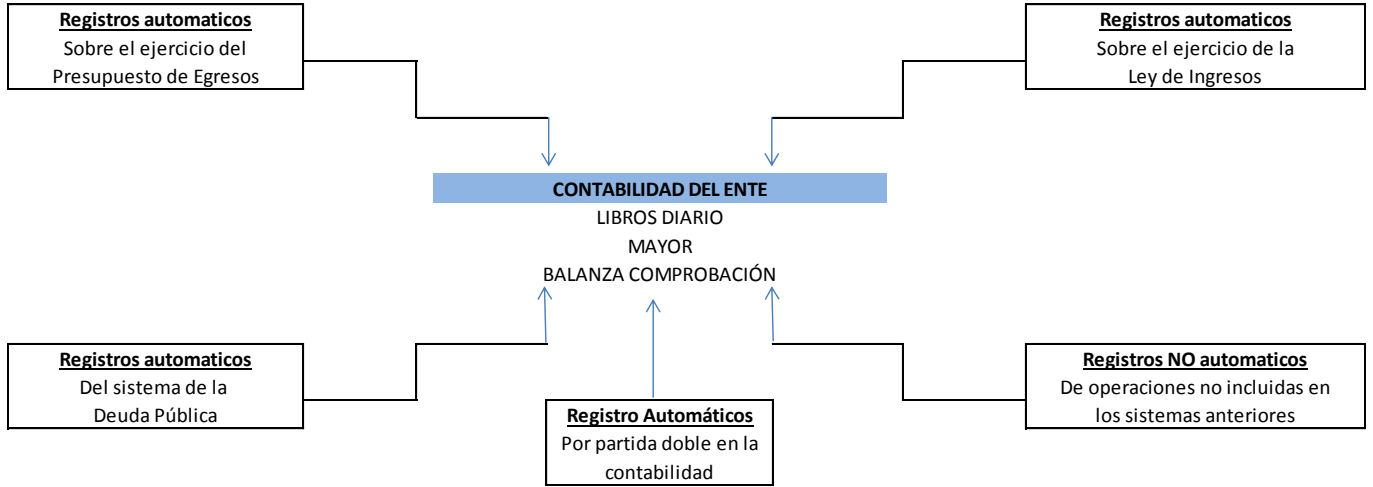 Registros automaticos
Sobre el ejercicio del
Presupuesto de Egresos
Registros automaticos
Sobre el ejercicio de la
Ley de Ingresos
CONTABILIDAD DEL ENTE
LIBROS DIARIO
MAYOR
BALANZA COMPROBACIÓN
Registros automaticos
Del sistema de la
Deuda Pública
Registro Automáticos
Por partida doble en la
contabilidad
Registros NO automaticos
De operaciones no incluidas en
los sistemas anteriores